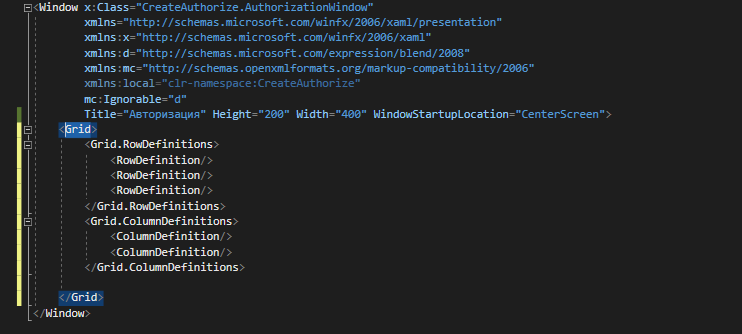 <Window x:Class="CreateAuthorize.AuthorizationWindow"
xmlns="http://schemas.microsoft.com/winfx/2006/xaml/presentation"
xmlns:x="http://schemas.microsoft.com/winfx/2006/xaml"
xmlns:d="http://schemas.microsoft.com/expression/blend/2008"
xmlns:mc="http://schemas.openxmlformats.org/markup-compatibility/2006"
xmlns:local="clr-namespace:CreateAuthorize"
mc:Ignorable="d"
Title="Авторизация" Height="200" Width="400" WindowStartupLocation="CenterScreen">
<Grid>
<Grid.RowDefinitions>
<RowDefinition/>
<RowDefinition/>
<RowDefinition/>
</Grid.RowDefinitions>
<Grid.ColumnDefinitions>
<ColumnDefinition/>
<ColumnDefinition/>
</Grid.ColumnDefinitions>
</Grid>
</Window>